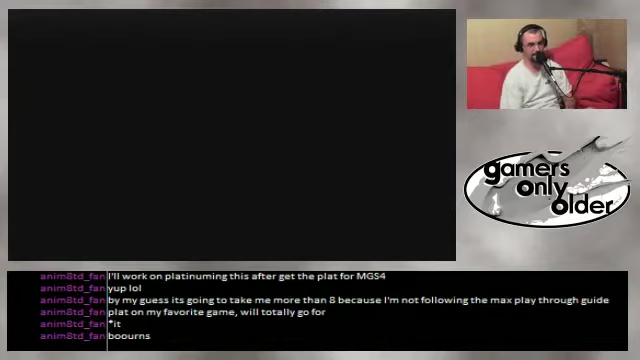 gamers
only
older
anim8td_fan I'll work on platinuming this after get the plat for MGS4
anim8td_fan yup lol
anim8td_fan by my guess its going to take me more than 8 because I'm not following the max play through guide
anim8td_fan plat on my favorite game, will totally go for
anim8td_fan *it
anim8td_fan boourns